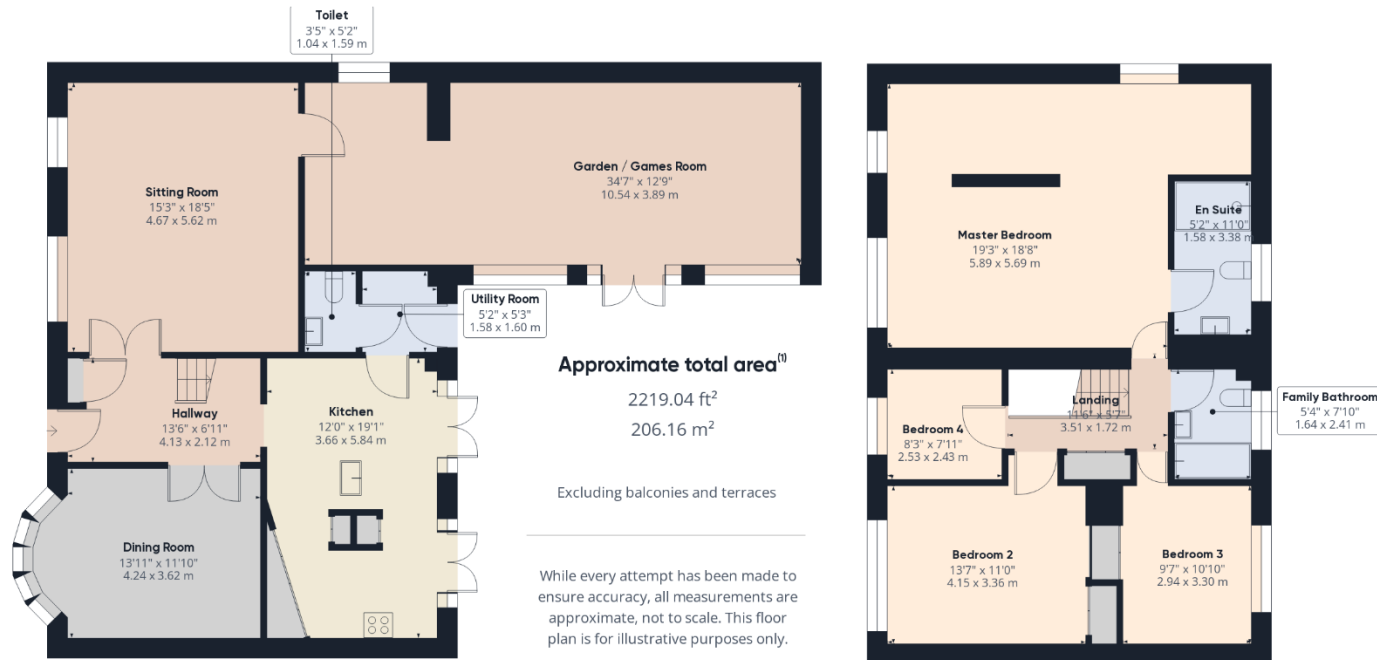 Toilet
3'5" x 5'2"
1.04 x 1.59 m
Sitting Room
15'3" x 18'5"
4.67 x 5.62 m
Garden / Games Room
34'7" x 12'9"
10.54 x 3.89 m
Utility Room
5'2" x 5'3"
1.58 x 1.60 m
Hallway
13'6" x 6'11"
4.13 x 2.12 m
Kitchen
12'0" x 19'1"
3.66 x 5.84 m
Dining Room
13'11" x 11'10"
4.24 x 3.62 m
Approximate total area⁽¹⁾
2219.04 ft²
206.16 m²
Excluding balconies and terraces
While every attempt has been made to
ensure accuracy, all measurements are
approximate, not to scale. This floor
plan is for illustrative purposes only.
Master Bedroom
19'3" x 18'8"
5.89 x 5.69 m
En Suite
5'2" x 11'0"
1.58 x 3.38 m
Landing
11'6" x 5'7"
3.51 x 1.72 m
Family Bathroom
5'4" x 7'10"
1.64 x 2.41 m
Bedroom 4
8'3" x 7'11"
2.53 x 2.43 m
Bedroom 2
13'7" x 11'0"
4.15 x 3.36 m
Bedroom 3
9'7" x 10'10"
2.94 x 3.30 m